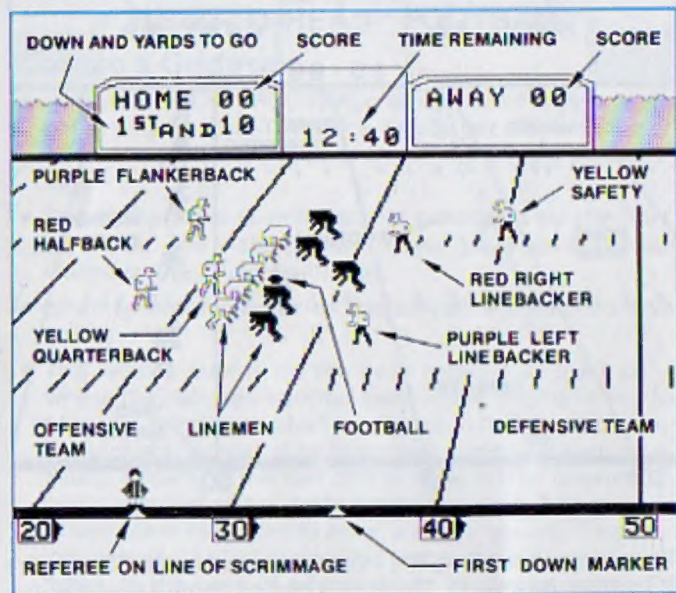 DOWN AND YARDS TO GO SCORE TIME REMAINING SCORE
HOME 00
1ST AND 10
12:40
AWAY 00
PURPLE FLANKERBACK
YELLOW SAFETY
RED HALFBACK
RED RIGHT LINEBACKER
YELLOW QUARTERBACK
PURPLE LEFT LINEBACKER
OFFENSIVE TEAM
LINEMEN
FOOTBALL
DEFENSIVE TEAM
20 30 40 50
REFEREE ON LINE OF SCRIMMAGE
FIRST DOWN MARKER